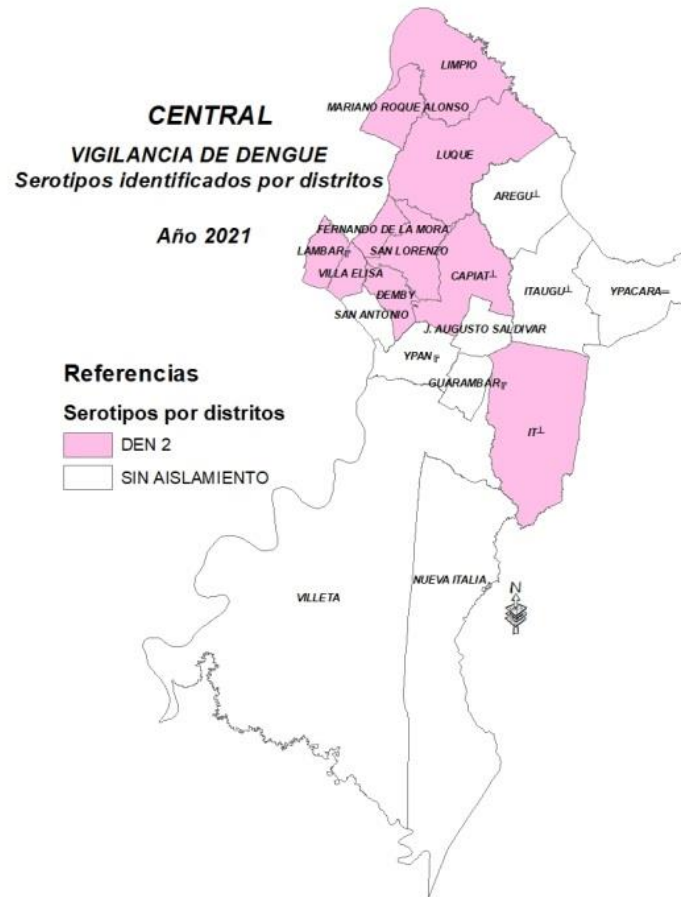 LIMPIO
MARIANO ROQUE ALONSO
CENTRAL
LUQUE
VIGILANCIA DE DENGUE
Serotipos identificados por distritos
AREGU┴
Año 2021
FERNANDO DE LA MORA
LAMBAR╔
SAN LORENZO
VILLA ELISA
CAPIAT┴
DEMBY
ITAUGU┴
YPACARA═
SAN ANTONIO
J. AUGUSTO SALDIVAR
YPAN╔
Referencias
GUARAMBAR╔
Serotipos por distritos
DEN 2
IT┴
SIN AISLAMIENTO
NUEVA ITALIA
N
VILLETA